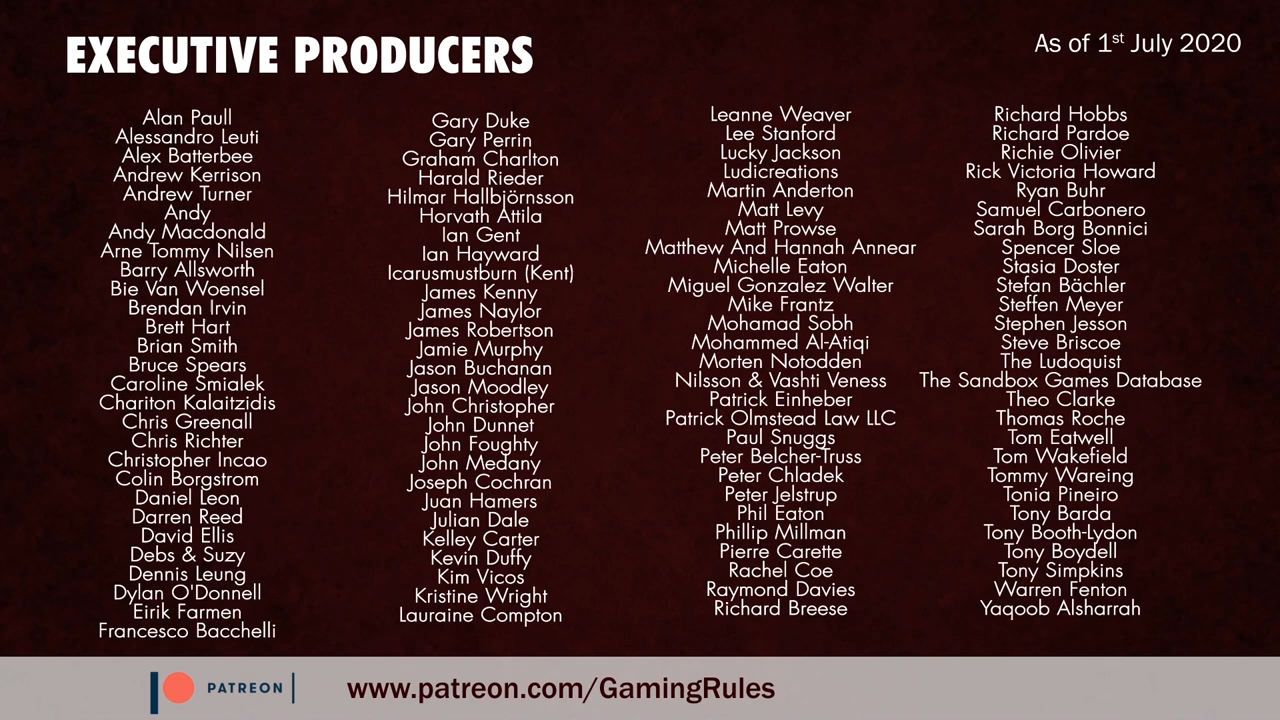 EXECUTIVE PRODUCERS
As of 1st July 2020
Alan Paull
Alessandro Leuti
Alex Batterbee
Andrew Kerrison
Andrew Turner
Andy
Andy Macdonald
Arne Tommy Nilsen
Barry Allsworth
Bie Van Woensel
Brendan Irvin
Brett Hart
Brian Smith
Bruce Spears
Caroline Smialek
Chariton Kalaitzidis
Chris Greenall
Chris Richter
Christopher Incao
Colin Borgstrom
Daniel Leon
Darren Reed
David Ellis
Debs & Suzy
Dennis Leung
Dylan O'Donnell
Eirik Farmen
Francesco Bacchelli
Gary Duke
Gary Perrin
Graham Charlton
Harald Rieder
Hilmar Hallbjörnsson
Horvath Attila
Ian Gent
Ian Hayward
Icarusmustburn (Kent)
James Kenny
James Naylor
James Robertson
Jamie Murphy
Jason Buchanan
Jason Moodley
John Christopher
John Dunnet
John Foughty
John Medany
Joseph Cochran
Juan Hamers
Julian Dale
Kelley Carter
Kevin Duffy
Kim Vicos
Kristine Wright
Lauraine Compton
Leanne Weaver
Lee Stanford
Lucky Jackson
Ludicreations
Martin Anderton
Matt Levy
Matt Prowse
Matthew And Hannah Annear
Michelle Eaton
Miguel Gonzalez Walter
Mike Frantz
Mohamad Sobh
Mohammed Al-Atiqi
Morten Notodden
Nilsson & Vashti Veness
Patrick Einheber
Patrick Olmstead Law LLC
Paul Snuggs
Peter Belcher-Truss
Peter Chladek
Peter Jelstrup
Phil Eaton
Phillip Millman
Pierre Carette
Rachel Coe
Raymond Davies
Richard Breese
Richard Hobbs
Richard Pardoe
Richie Olivier
Rick Victoria Howard
Ryan Buhr
Samuel Carbonero
Sarah Borg Bonnici
Spencer Sloe
Stasia Doster
Stefan Bächler
Steffen Meyer
Stephen Jesson
Steve Briscoe
The Ludoquist
The Sandbox Games Database
Theo Clarke
Thomas Roche
Tom Eatwell
Tom Wakefield
Tommy Wareing
Tonia Pineiro
Tony Barda
Tony Booth-Lydon
Tony Boydell
Tony Simpkins
Warren Fenton
Yaqoob Alsharrah
PATREON
www.patreon.com/GamingRules